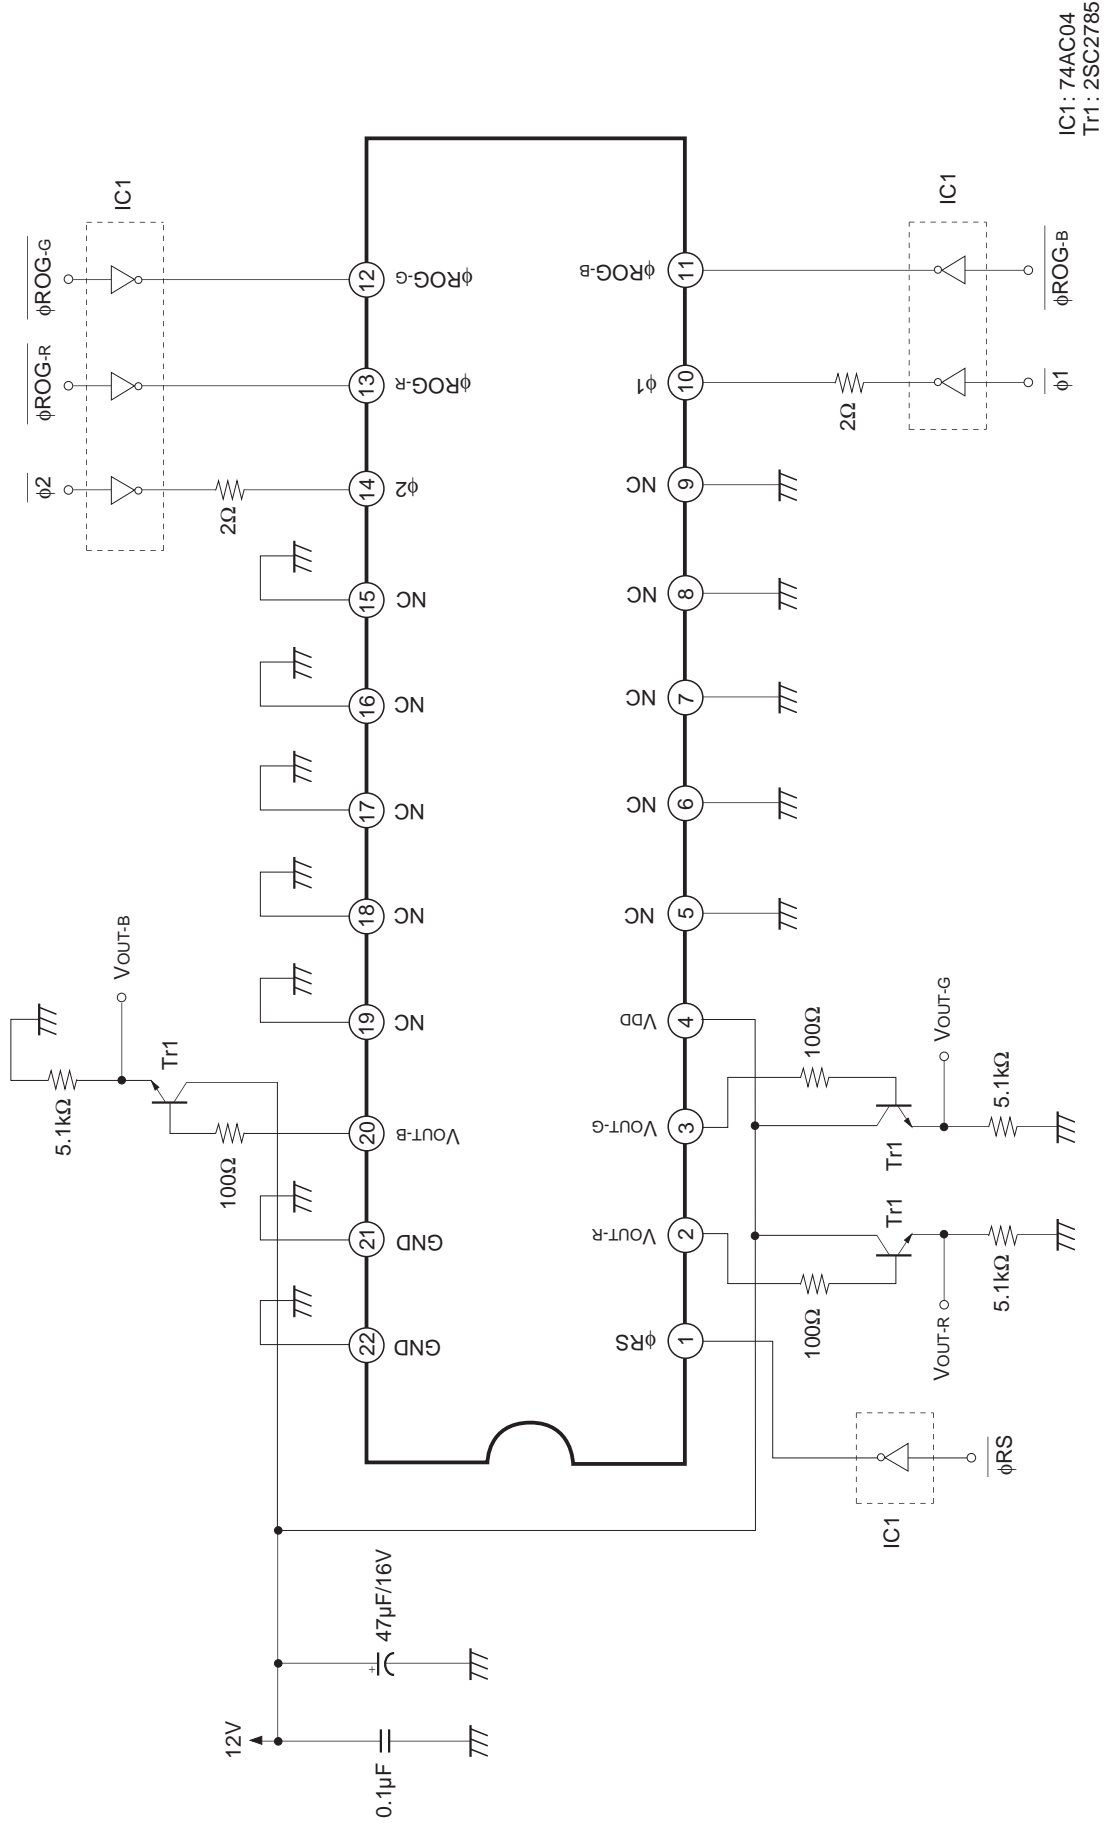 IC1: 74AC04
Tr1: 2SC2785
φROG-G
φROG-R
φ2
IC1
2Ω
12
φROG-G
13
φROG-R
14
φ2
15
NC
16
NC
17
NC
18
NC
19
NC
20
VOUT-B
21
GND
22
GND
VOUT-B
Tr1
5.1kΩ
100Ω
11
φROG-B
10
φ1
9
NC
8
NC
7
NC
6
NC
5
NC
4
VDD
3
VOUT-G
2
VOUT-R
1
φRS
IC1
φROG-B
φ1
2Ω
100Ω
Tr1
VOUT-G
5.1kΩ
100Ω
Tr1
VOUT-R
5.1kΩ
IC1
φRS
12V
0.1µF
+
47µF/16V